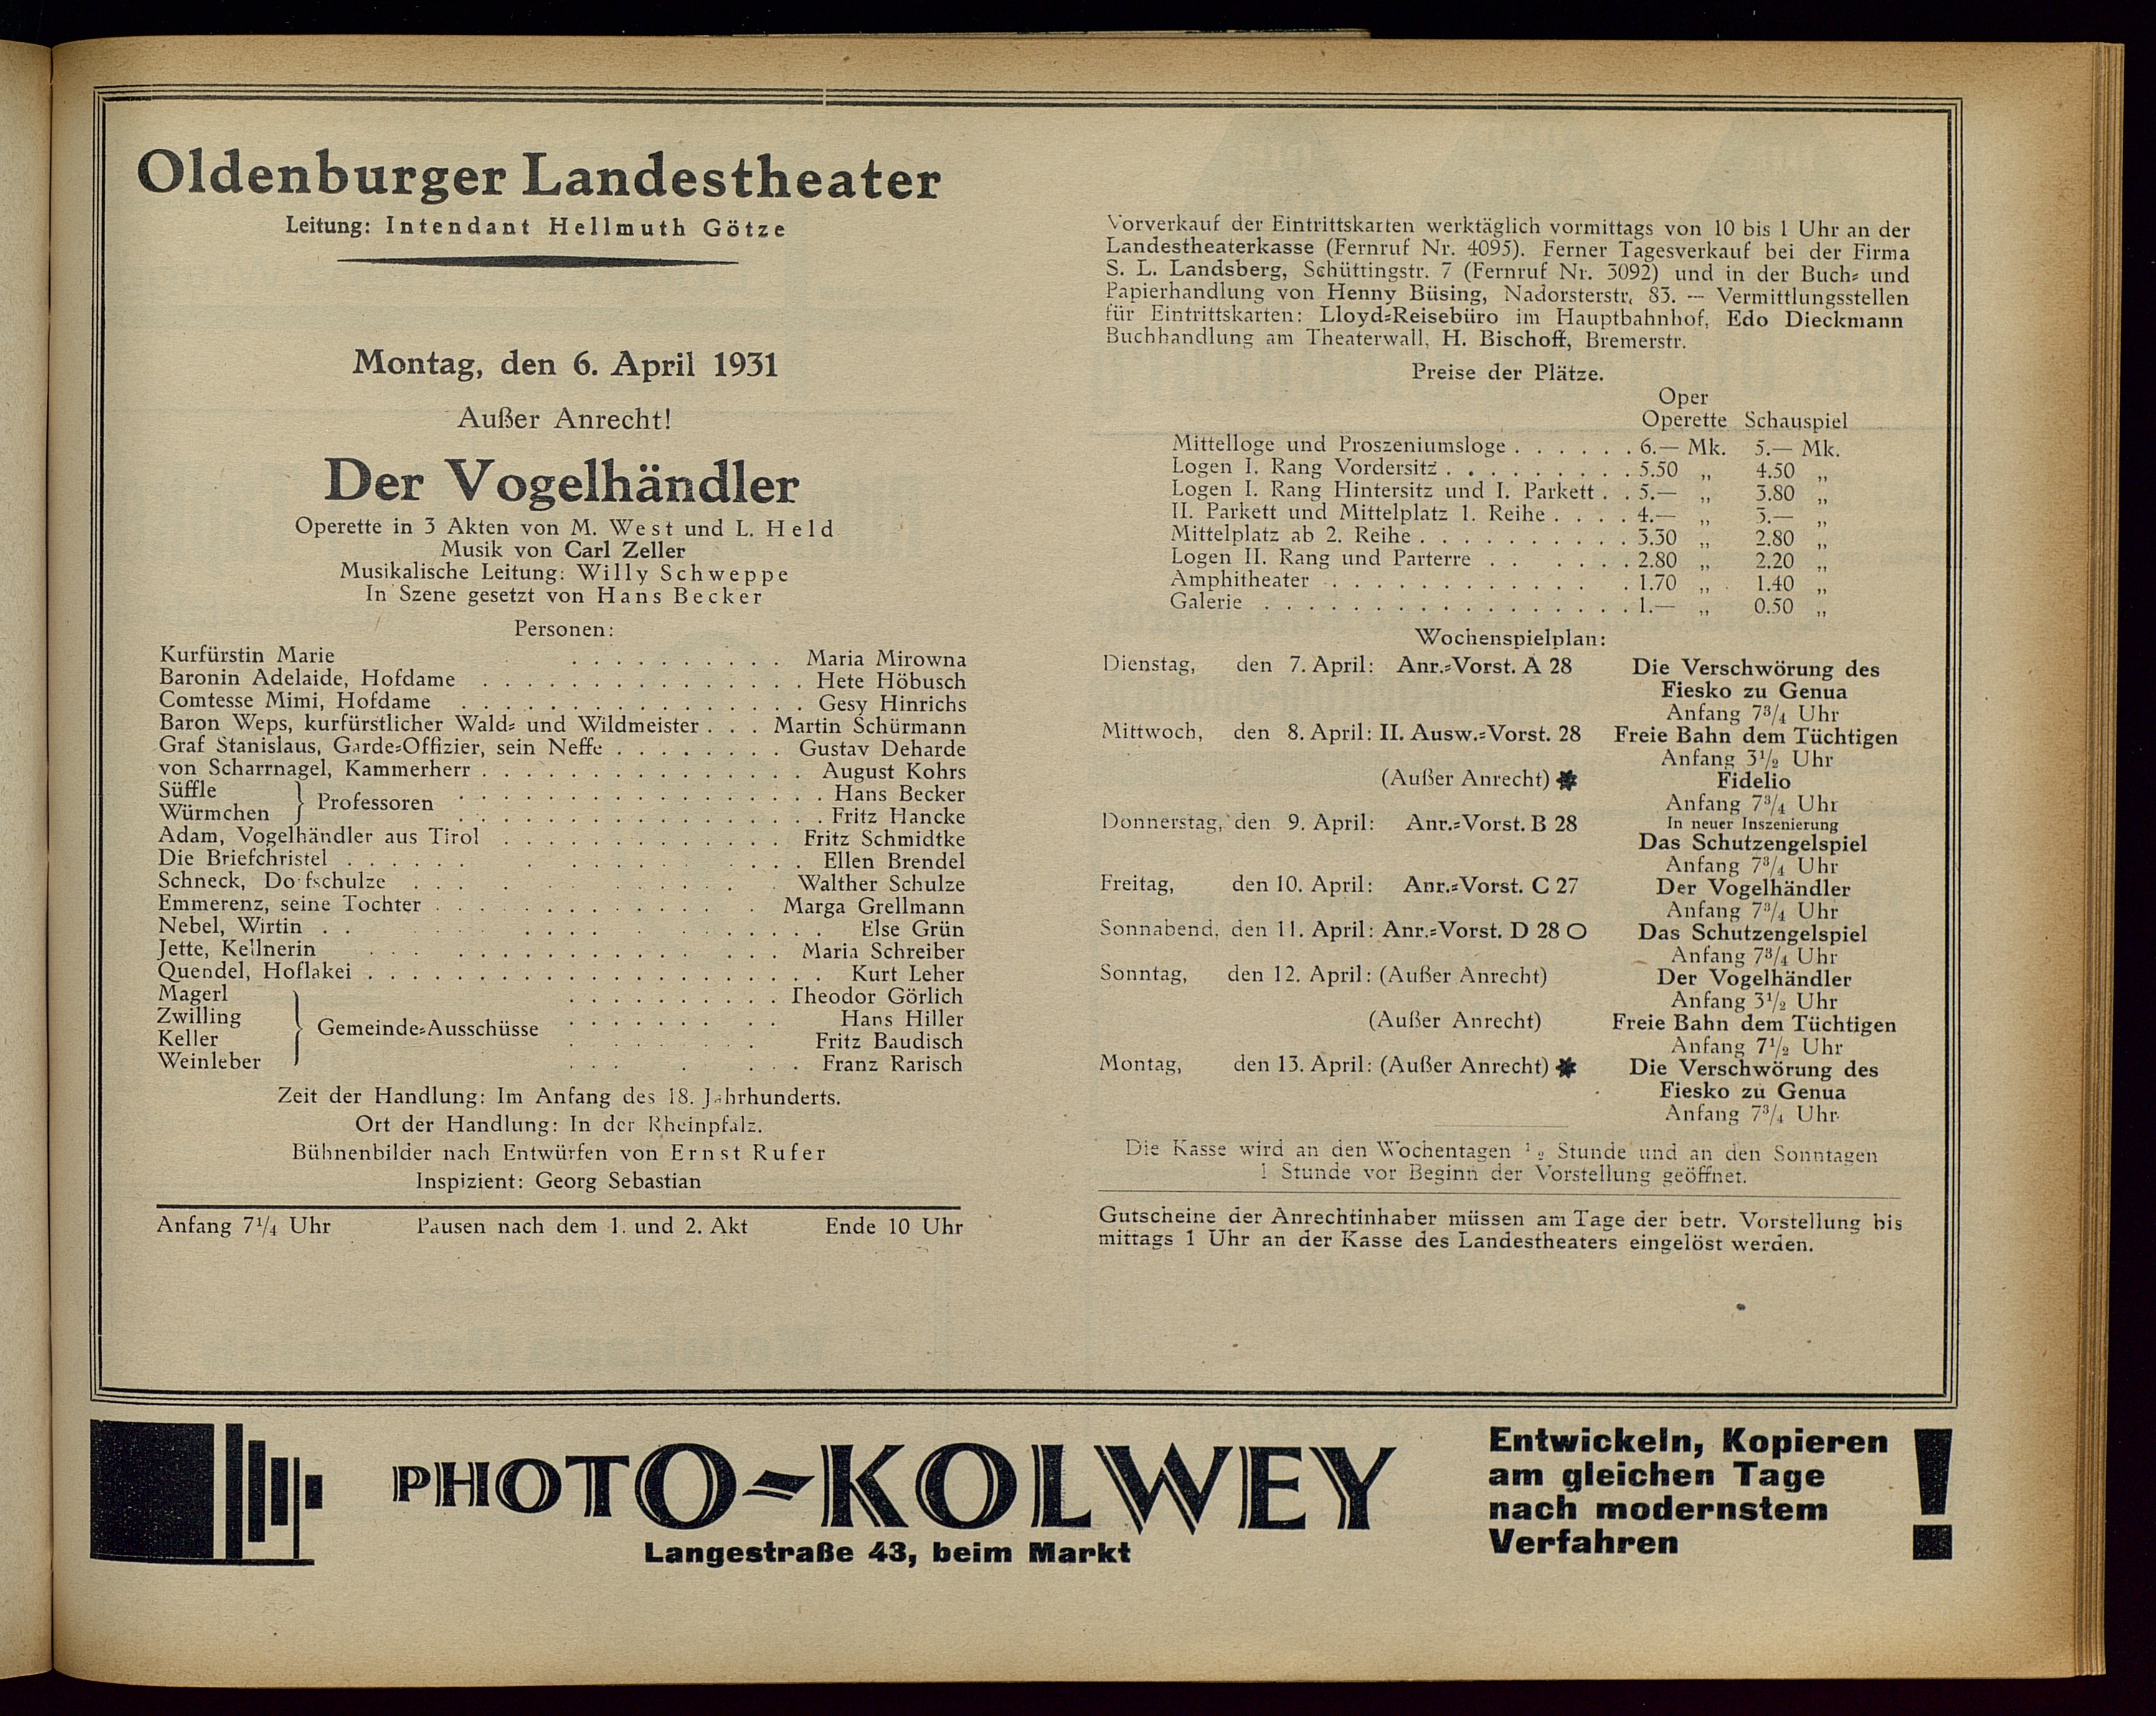 Oldenburger Landestheater
Leitung: Intendant Hellmuth Götze
Montag, den 6. April 1931
Außer Anrecht!
Der Vogelhändler
Operette in 3 Akten von M. West und L. Held
Musik von Carl Zeller
Musikalische Leitung: Willy Schweppe
In Szene gesetzt von Hans Becker
Personen:
Kurfürstin Marie . . . . . . . . . . Maria Mirowna
Baronin Adelaide, Hofdame . . . . . . . . . . Hete Höbusch
Comtesse Mimi, Hofdame . . . . . . . . . . Gesy Hinrichs
Baron Weps, kurfürstlicher Wald= und Wildmeister . . . Martin Schürmann
Graf Stanislaus, Garde=Offizier, sein Neffe . . . . . . . . Gustav Deharde
von Scharrnagel, Kammerherr . . . . . . . . . . August Kohrs
Süffle } Professoren . . . . . . . . . . Hans Becker
Würmchen } . . . . . . . . . . Fritz Hancke
Adam, Vogelhändler aus Tirol . . . . . . . . . . Fritz Schmidtke
Die Briefchristel . . . . . . . . . . Ellen Brendel
Schneck, Dorfschulze . . . . . . . . . . Walther Schulze
Emmerenz, seine Tochter . . . . . . . . . . Marga Grellmann
Nebel, Wirtin . . . . . . . . . . Else Grün
Jette, Kellnerin . . . . . . . . . . Maria Schreiber
Quendel, Hoflakei . . . . . . . . . . Kurt Leher
Magerl } . . . . . . . . . . Theodor Görlich
Zwilling } Gemeinde=Ausschüsse . . . . . . . . . Hans Hiller
Keller } . . . . . . . . . Fritz Baudisch
Weinleber } . . . . . . . . . Franz Rarisch
Zeit der Handlung: Im Anfang des 18. Jahrhunderts.
Ort der Handlung: In der Rheinpfalz.
Bühnenbilder nach Entwürfen von Ernst Rufer
Inspizient: Georg Sebastian
Anfang 7¹/₄ Uhr Pausen nach dem 1. und 2. Akt Ende 10 Uhr
Vorverkauf der Eintrittskarten werktäglich vormittags von 10 bis 1 Uhr an der
Landestheaterkasse (Fernruf Nr. 4095). Ferner Tagesverkauf bei der Firma
S. L. Landsberg, Schüttingstr. 7 (Fernruf Nr. 3092) und in der Buch= und
Papierhandlung von Henny Büsing, Nadorsterstr. 83. — Vermittlungsstellen
für Eintrittskarten: Lloyd=Reisebüro im Hauptbahnhof, Edo Dieckmann
Buchhandlung am Theaterwall, H. Bischoff, Bremerstr.
Preise der Plätze.
Oper
Operette Schauspiel
Mittelloge und Proszeniumsloge . . . . . . 6.— Mk. 5.— Mk.
Logen I. Rang Vordersitz . . . . . . . . . 5.50 „ 4.50 „
Logen I. Rang Hintersitz und I. Parkett . . 5.— „ 3.80 „
II. Parkett und Mittelplatz 1. Reihe . . . . 4.— „ 3.— „
Mittelplatz ab 2. Reihe . . . . . . . . . . 3.30 „ 2.80 „
Logen II. Rang und Parterre . . . . . . 2.80 „ 2.20 „
Amphitheater . . . . . . . . . . . . 1.70 „ 1.40 „
Galerie . . . . . . . . . . . . . . . . 1.— „ 0.50 „
Wochenspielplan:
Dienstag, den 7. April: Anr.=Vorst. A 28 Die Verschwörung des
Fiesko zu Genua
Anfang 7³/₄ Uhr
Mittwoch, den 8. April: II. Ausw.=Vorst. 28 Freie Bahn dem Tüchtigen
Anfang 3¹/₂ Uhr
(Außer Anrecht) ✱ Fidelio
Anfang 7³/₄ Uhr
In neuer Inszenierung
Donnerstag, den 9. April: Anr.=Vorst. B 28 Das Schutzengelspiel
Anfang 7³/₄ Uhr
Freitag, den 10. April: Anr.=Vorst. C 27 Der Vogelhändler
Anfang 7³/₄ Uhr
Sonnabend, den 11. April: Anr.=Vorst. D 28 O Das Schutzengelspiel
Anfang 7³/₄ Uhr
Sonntag, den 12. April: (Außer Anrecht) Der Vogelhändler
Anfang 3¹/₂ Uhr
(Außer Anrecht) Freie Bahn dem Tüchtigen
Anfang 7¹/₂ Uhr
Montag, den 13. April: (Außer Anrecht) ✱ Die Verschwörung des
Fiesko zu Genua
Anfang 7³/₄ Uhr
Die Kasse wird an den Wochentagen ¹/₂ Stunde und an den Sonntagen
1 Stunde vor Beginn der Vorstellung geöffnet.
Gutscheine der Anrechtinhaber müssen am Tage der betr. Vorstellung bis
mittags 1 Uhr an der Kasse des Landestheaters eingelöst werden.
PHOTO-KOLWEY
Langestraße 43, beim Markt
Entwickeln, Kopieren
am gleichen Tage
nach modernstem
Verfahren !